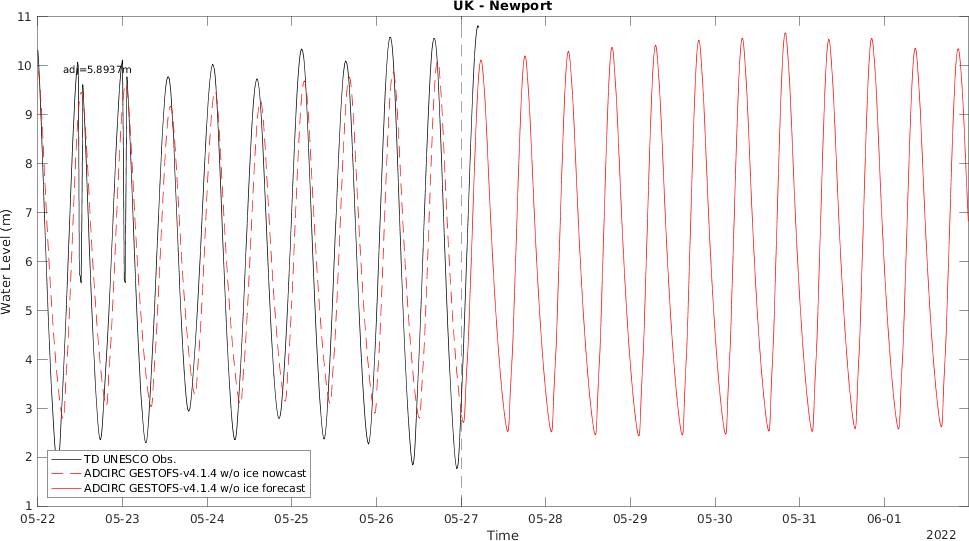 UK - Newport
adj=5.8937m
Water Level (m)
11
10
9
8
7
6
5
4
3
2
1
TD UNESCO Obs.
ADCIRC GESTOFS-v4.1.4 w/o ice nowcast
ADCIRC GESTOFS-v4.1.4 w/o ice forecast
05-22 05-23 05-24 05-25 05-26 05-27 05-28 05-29 05-30 05-31 06-01
Time
2022